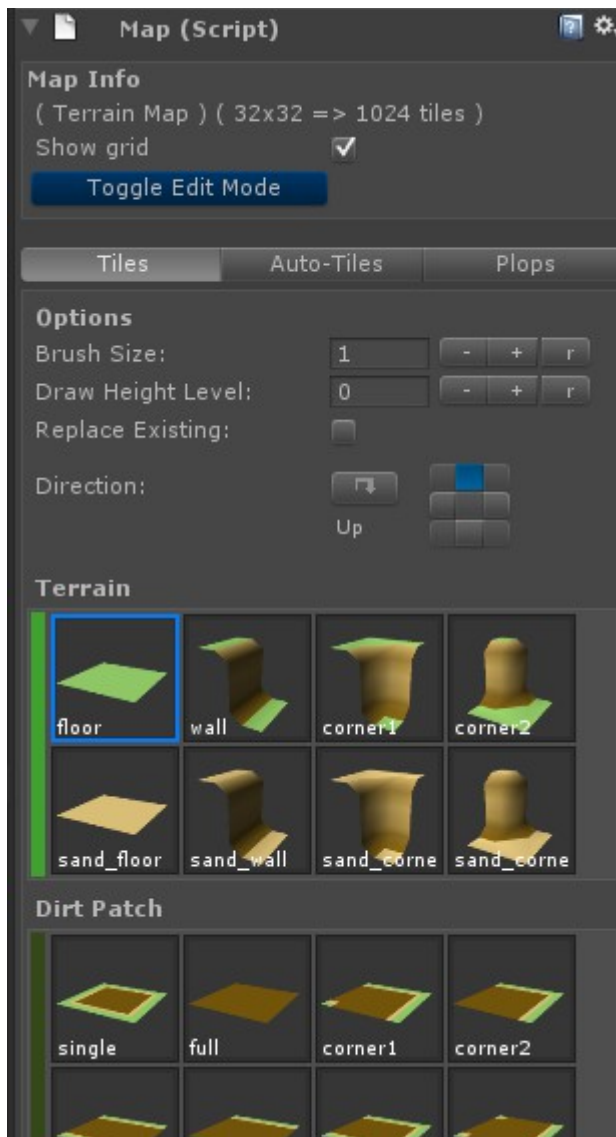 Map (Script)
Map Info
( Terrain Map ) ( 32x32 => 1024 tiles )
Show grid
Toggle Edit Mode
Tiles Auto-Tiles Plops
Options
Brush Size: 1 - + r
Draw Height Level: 0 - + r
Replace Existing:
Direction:
Up
Terrain
floor wall corner1 corner2
sand_floor sand_wall sand_corne sand_corne
Dirt Patch
single full corner1 corner2